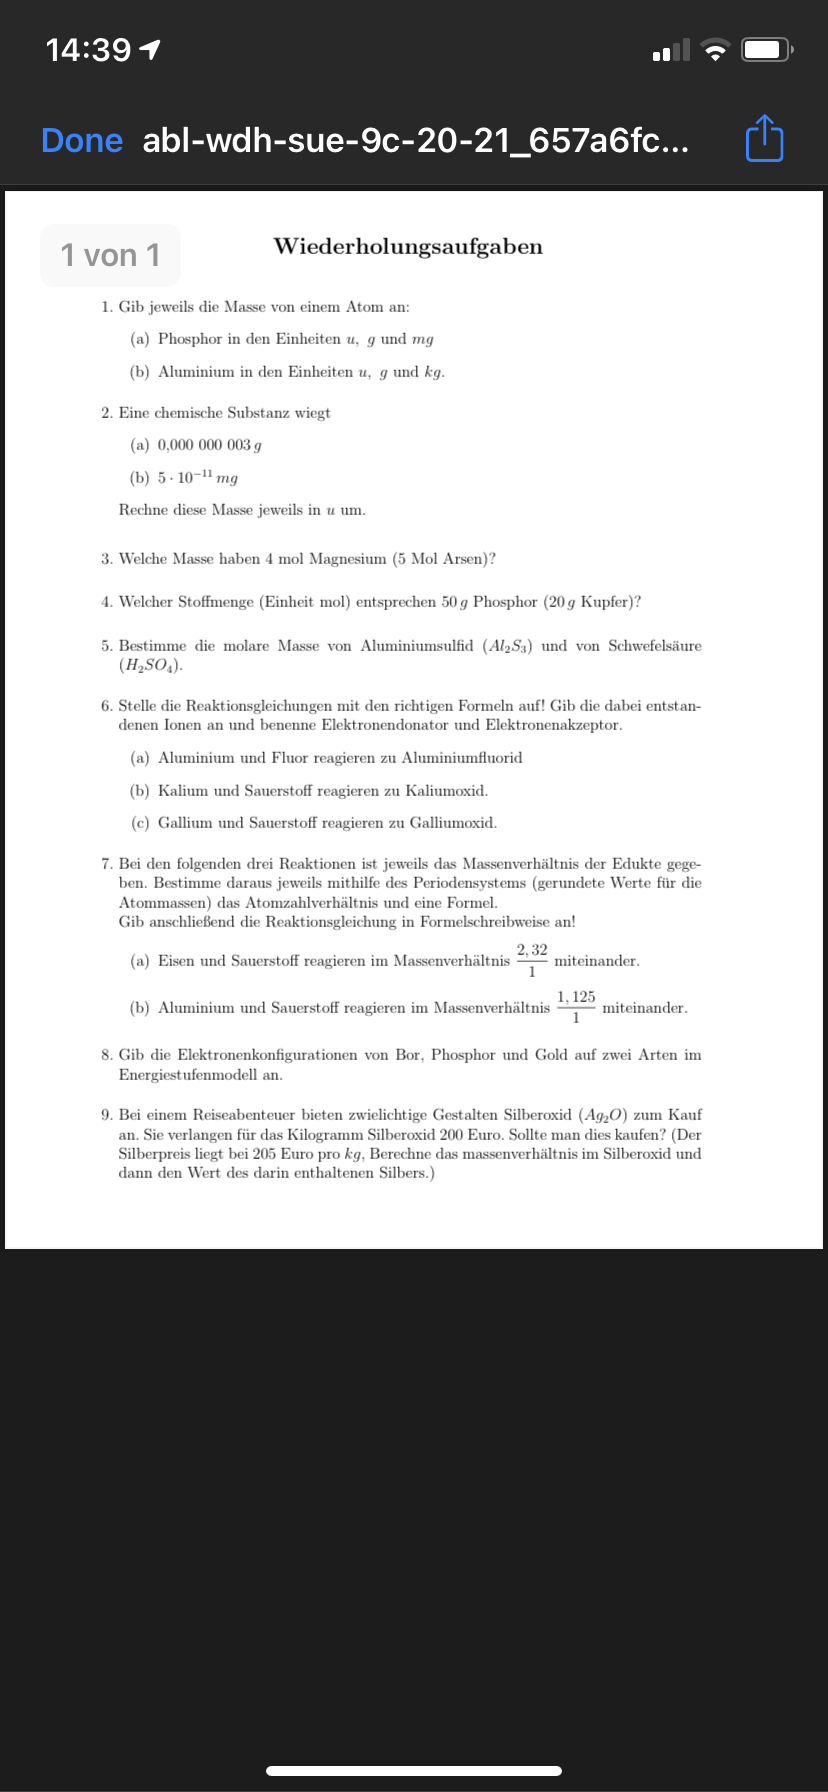 14:39
Done abl-wdh-sue-9c-20-21_657a6fc...
1 von 1
Wiederholungsaufgaben
1. Gib jeweils die Masse von einem Atom an:
(a) Phosphor in den Einheiten u, g und mg
(b) Aluminium in den Einheiten u, g und kg.
2. Eine chemische Substanz wiegt
(a) 0,000 000 003 g
(b) 5 · 10⁻¹¹ mg
Rechne diese Masse jeweils in u um.
3. Welche Masse haben 4 mol Magnesium (5 Mol Arsen)?
4. Welcher Stoffmenge (Einheit mol) entsprechen 50 g Phosphor (20 g Kupfer)?
5. Bestimme die molare Masse von Aluminiumsulfid (Al₂S₃) und von Schwefelsäure
(H₂SO₄).
6. Stelle die Reaktionsgleichungen mit den richtigen Formeln auf! Gib die dabei entstan-
denen Ionen an und benenne Elektronendonator und Elektronenakzeptor.
(a) Aluminium und Fluor reagieren zu Aluminiumfluorid
(b) Kalium und Sauerstoff reagieren zu Kaliumoxid.
(c) Gallium und Sauerstoff reagieren zu Galliumoxid.
7. Bei den folgenden drei Reaktionen ist jeweils das Massenverhältnis der Edukte gege-
ben. Bestimme daraus jeweils mithilfe des Periodensystems (gerundete Werte für die
Atommassen) das Atomzahlverhältnis und eine Formel.
Gib anschließend die Reaktionsgleichung in Formelschreibweise an!
(a) Eisen und Sauerstoff reagieren im Massenverhältnis 2,32/1 miteinander.
(b) Aluminium und Sauerstoff reagieren im Massenverhältnis 1,125/1 miteinander.
8. Gib die Elektronenkonfigurationen von Bor, Phosphor und Gold auf zwei Arten im
Energiestufenmodell an.
9. Bei einem Reiseabenteuer bieten zwielichtige Gestalten Silberoxid (Ag₂O) zum Kauf
an. Sie verlangen für das Kilogramm Silberoxid 200 Euro. Sollte man dies kaufen? (Der
Silberpreis liegt bei 205 Euro pro kg, Berechne das massenverhältnis im Silberoxid und
dann den Wert des darin enthaltenen Silbers.)